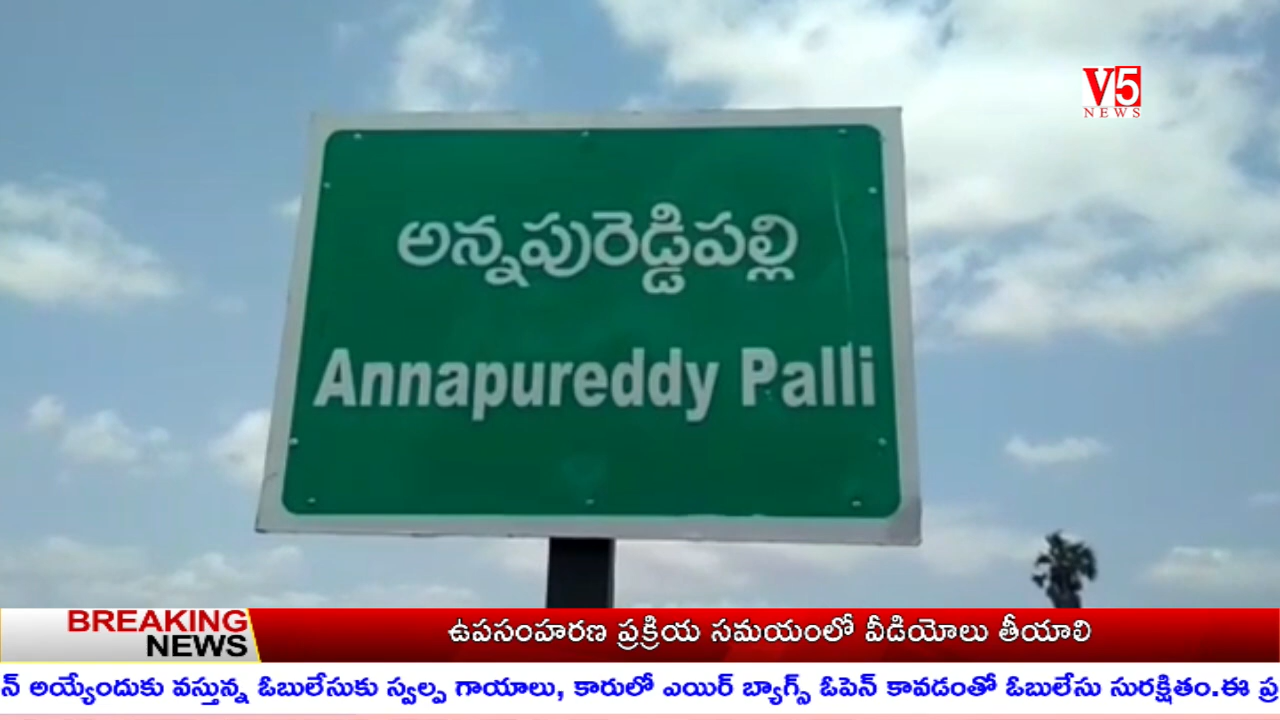 V5
NEWS
అన్నపురెడ్డిపల్లి
Annapureddy Palli
BREAKING
NEWS
ఉపసంహరణ ప్రక్రియ సమయంలో వీడియోలు తీయాలి
న్ అయ్యేందుకు వస్తున్న ఓబులేసుకు స్వల్ప గాయాలు, కారులో ఎయిర్ బ్యాగ్స్ ఓపెన్ కావడంతో ఓబులేసు సురక్షితం.ఈ ప్ర